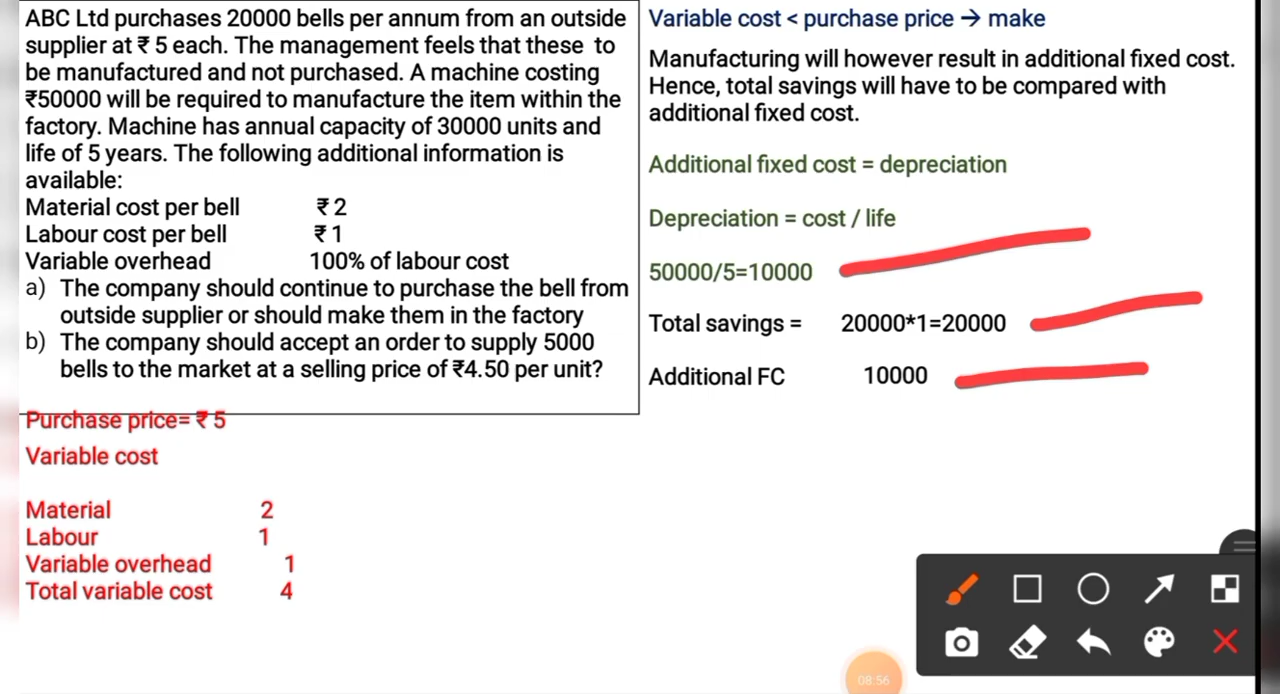 ABC Ltd purchases 20000 bells per annum from an outside
supplier at ₹ 5 each. The management feels that these to
be manufactured and not purchased. A machine costing
₹50000 will be required to manufacture the item within the
factory. Machine has annual capacity of 30000 units and
life of 5 years. The following additional information is
available:
Material cost per bell ₹ 2
Labour cost per bell ₹ 1
Variable overhead 100% of labour cost
a) The company should continue to purchase the bell from
outside supplier or should make them in the factory
b) The company should accept an order to supply 5000
bells to the market at a selling price of ₹4.50 per unit?
Purchase price= ₹ 5
Variable cost
Material 2
Labour 1
Variable overhead 1
Total variable cost 4
Variable cost < purchase price → make
Manufacturing will however result in additional fixed cost.
Hence, total savings will have to be compared with
additional fixed cost.
Additional fixed cost = depreciation
Depreciation = cost / life
50000/5=10000
Total savings = 20000*1=20000
Additional FC 10000
08:56